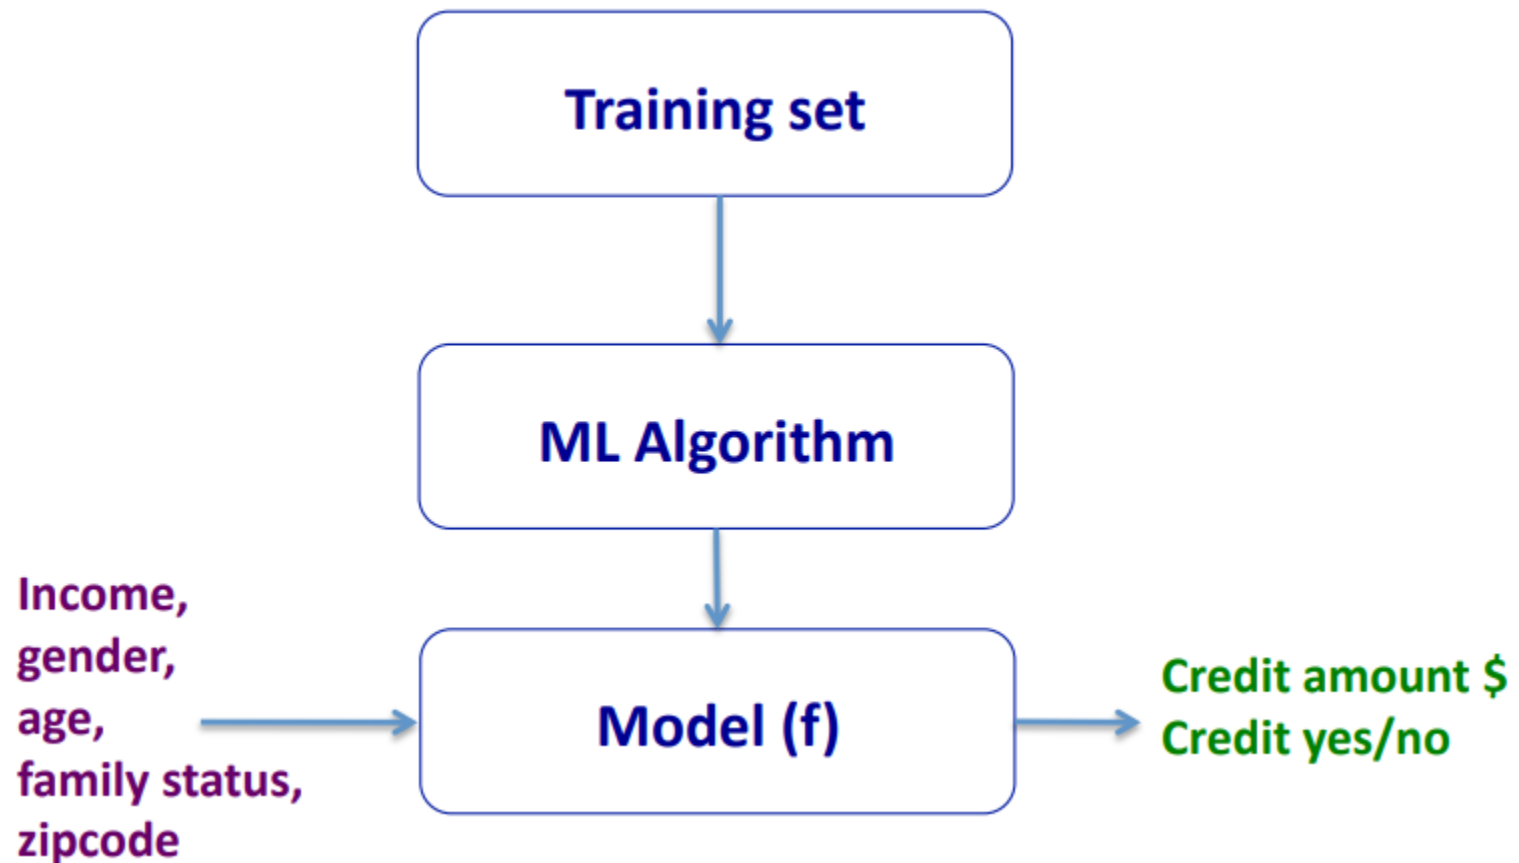 Training set
ML Algorithm
Income,
gender,
age,
family status,
zipcode
Model (f)
Credit amount $
Credit yes/no